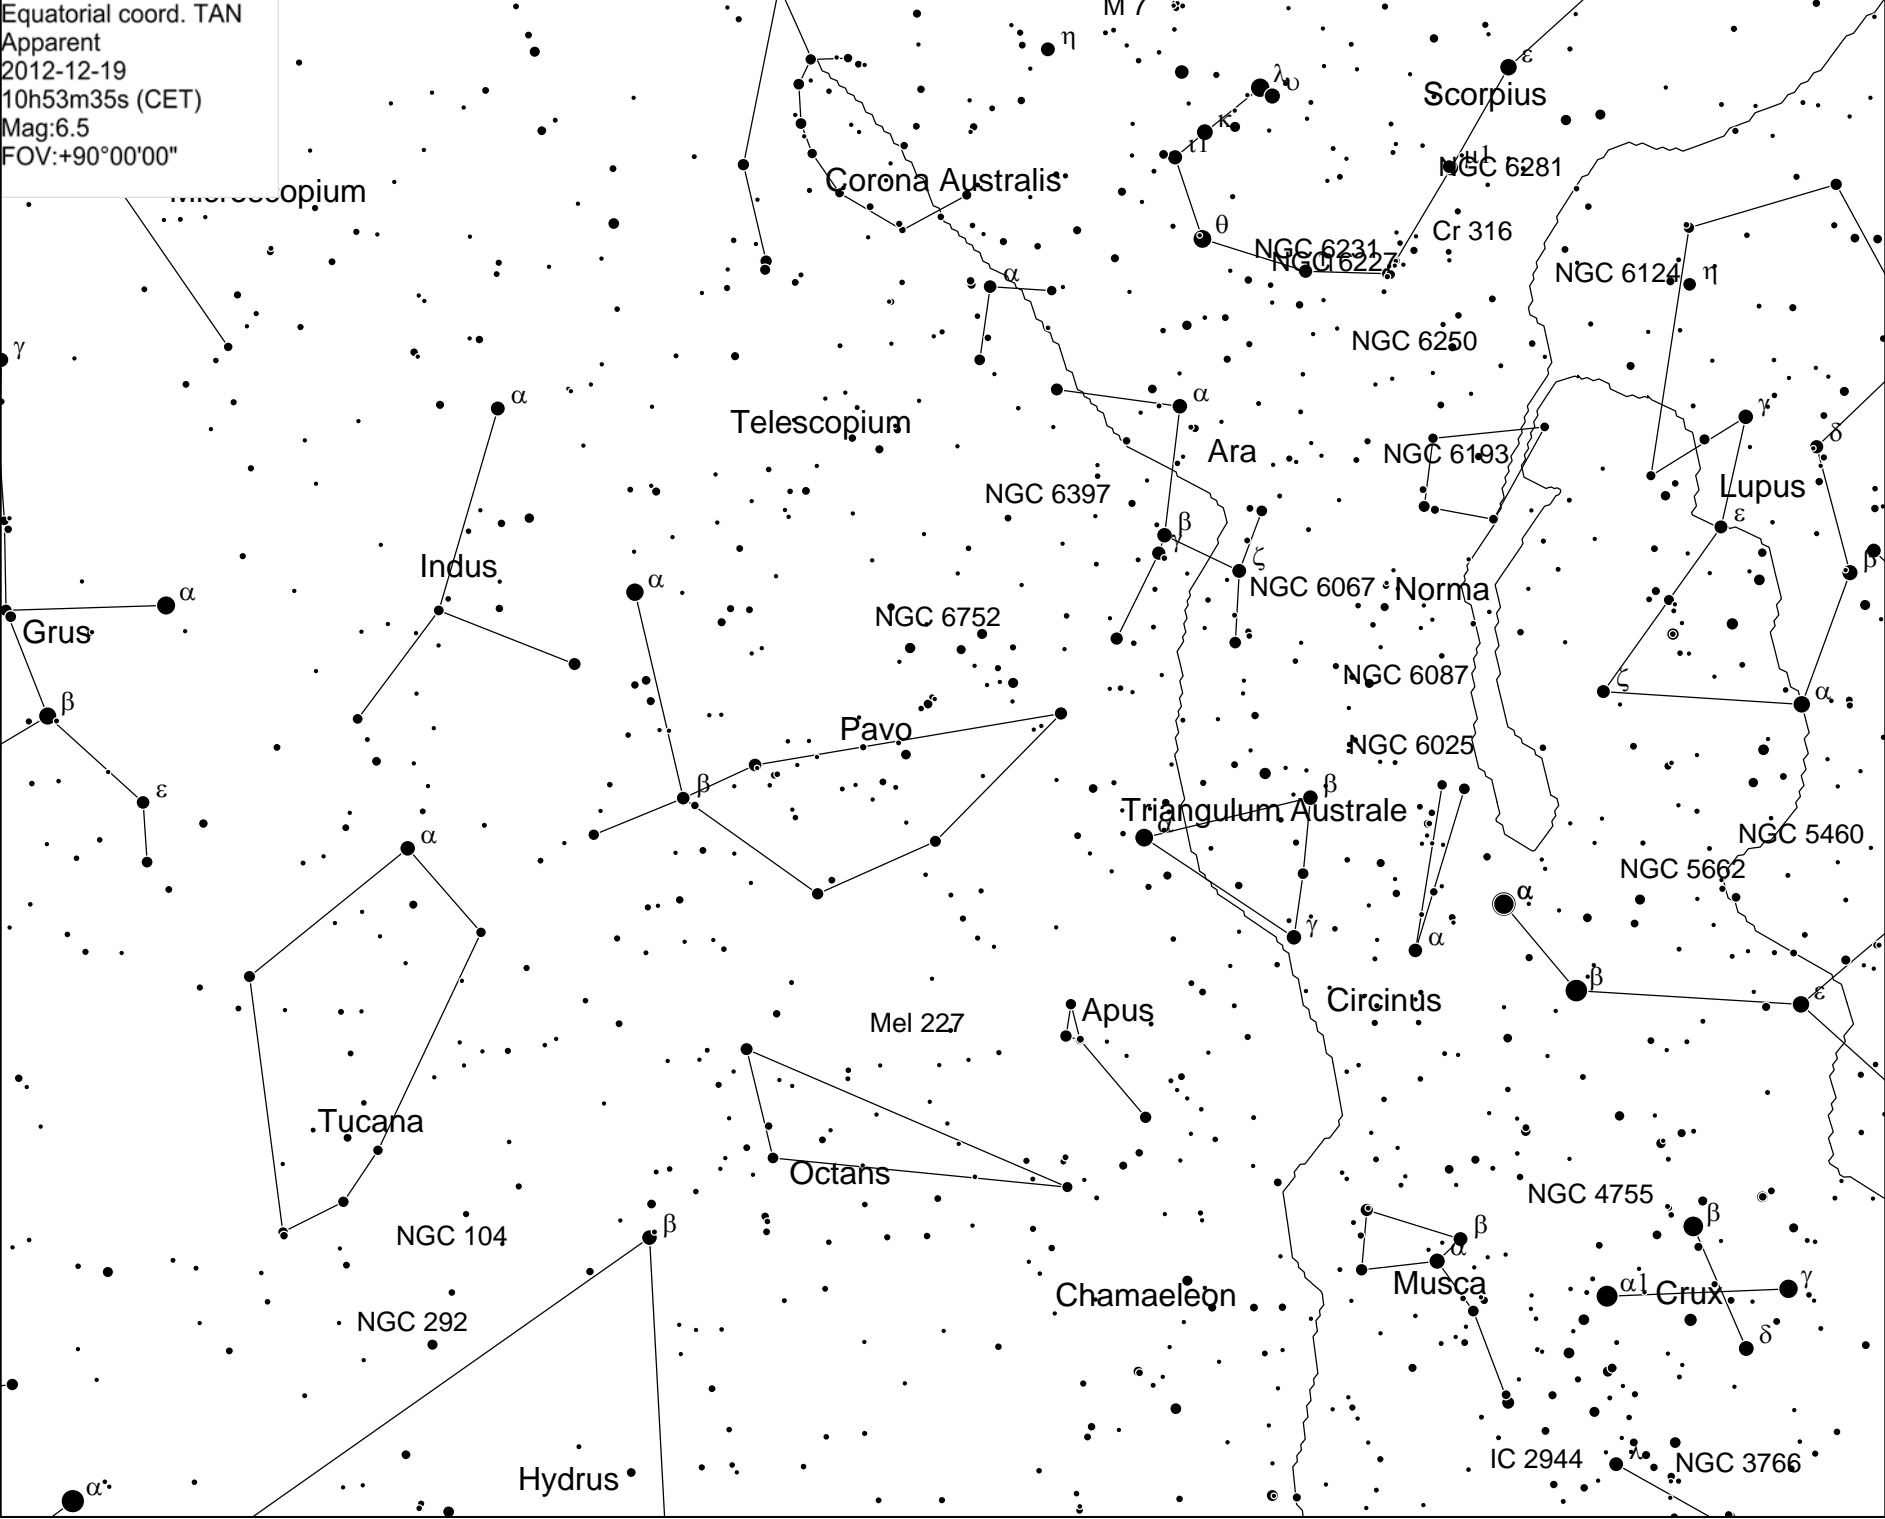 Equatorial coord. TAN
Apparent
2012-12-19
10h53m35s (CET)
Mag:6.5
FOV:+90°00'00"
M 7
η
λ
υ
ε
Scorpius
κ
ι1
μ1
NGC 6281
Microscopium
Corona Australis
θ
Cr 316
NGC 6231
NGC 6227
NGC 6124
η
α
γ
NGC 6250
α
α
γ
Telescopium
Ara
δ
NGC 6193
NGC 6397
Lupus
ε
β
γ
Indus
ζ
β
α
α
NGC 6067
Norma
NGC 6752
Grus
NGC 6087
ζ
α
β
Pavo
NGC 6025
β
β
ε
Triangulum Australe
α
α
NGC 5460
NGC 5662
α
γ
α
β
ε
Circinus
Apus
Mel 227
Tucana
Octans
NGC 4755
β
β
β
NGC 104
α
Musca
α1
Crux
γ
Chamaeleon
NGC 292
δ
λ
IC 2944
NGC 3766
Hydrus
α